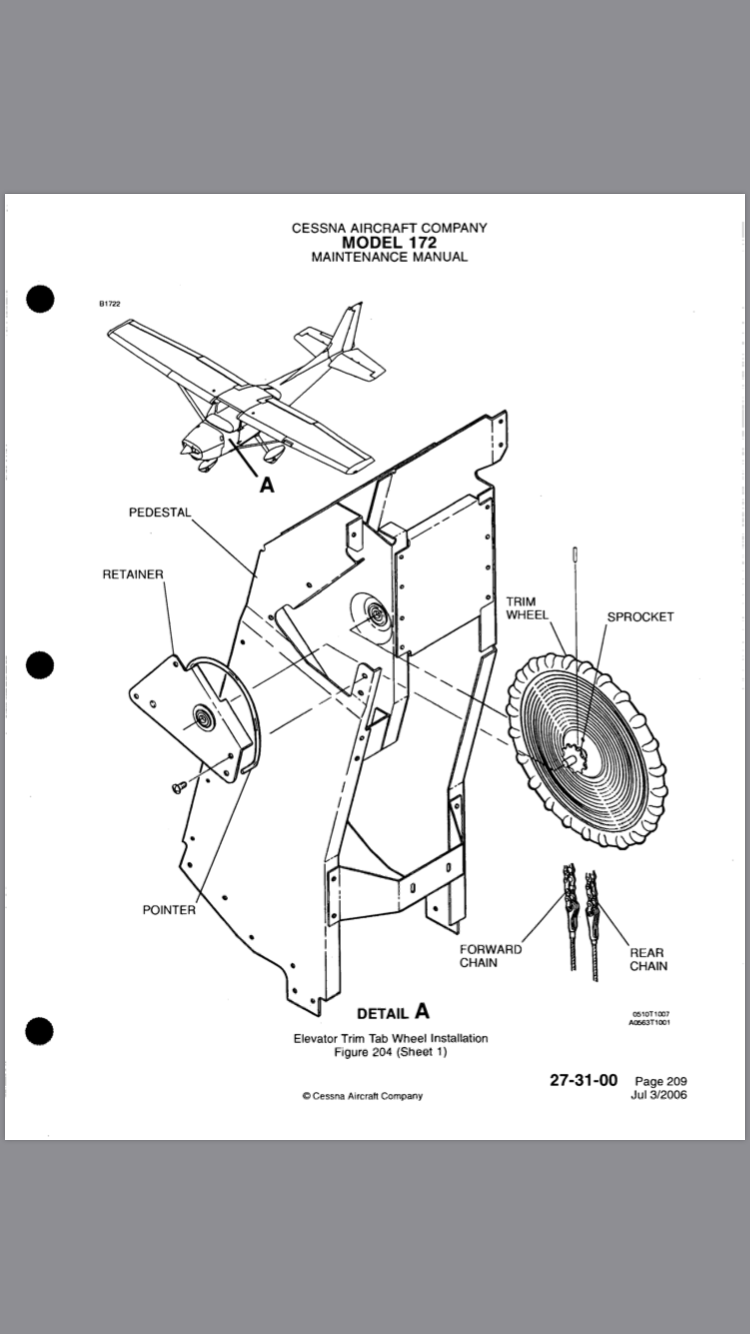 CESSNA AIRCRAFT COMPANY
MODEL 172
MAINTENANCE MANUAL
B1722
A
PEDESTAL
RETAINER
TRIM
WHEEL
SPROCKET
POINTER
FORWARD
CHAIN
REAR
CHAIN
DETAIL A
0510T1007
A0563T1001
Elevator Trim Tab Wheel Installation
Figure 204 (Sheet 1)
27-31-00 Page 209
Jul 3/2006
© Cessna Aircraft Company